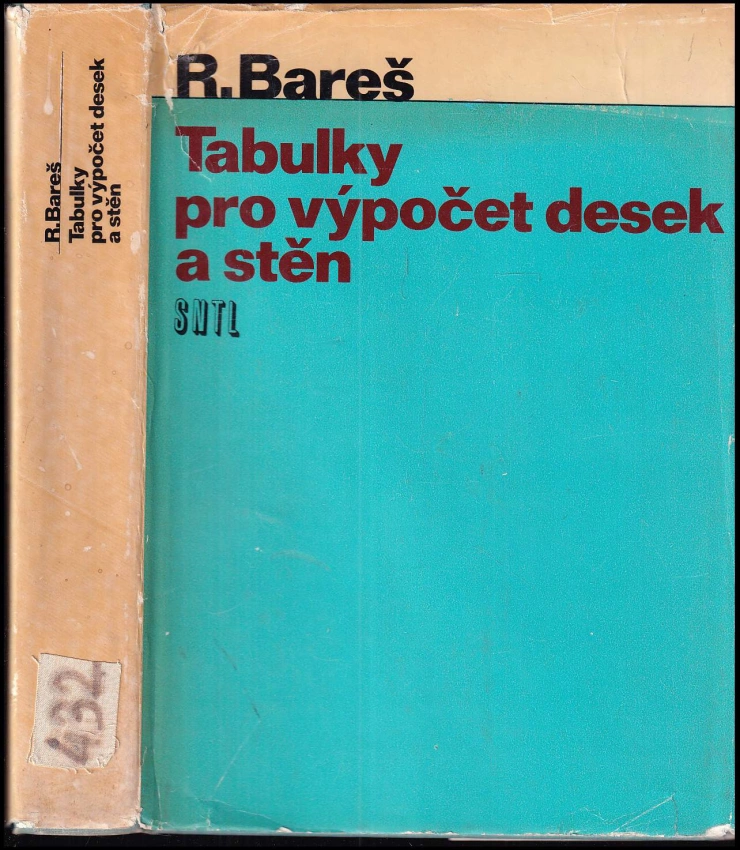 R. Bareš
Tabulky
pro výpočet desek
a stěn
SNTL
R. Bareš
Tabulky
pro výpočet desek
a stěn
432